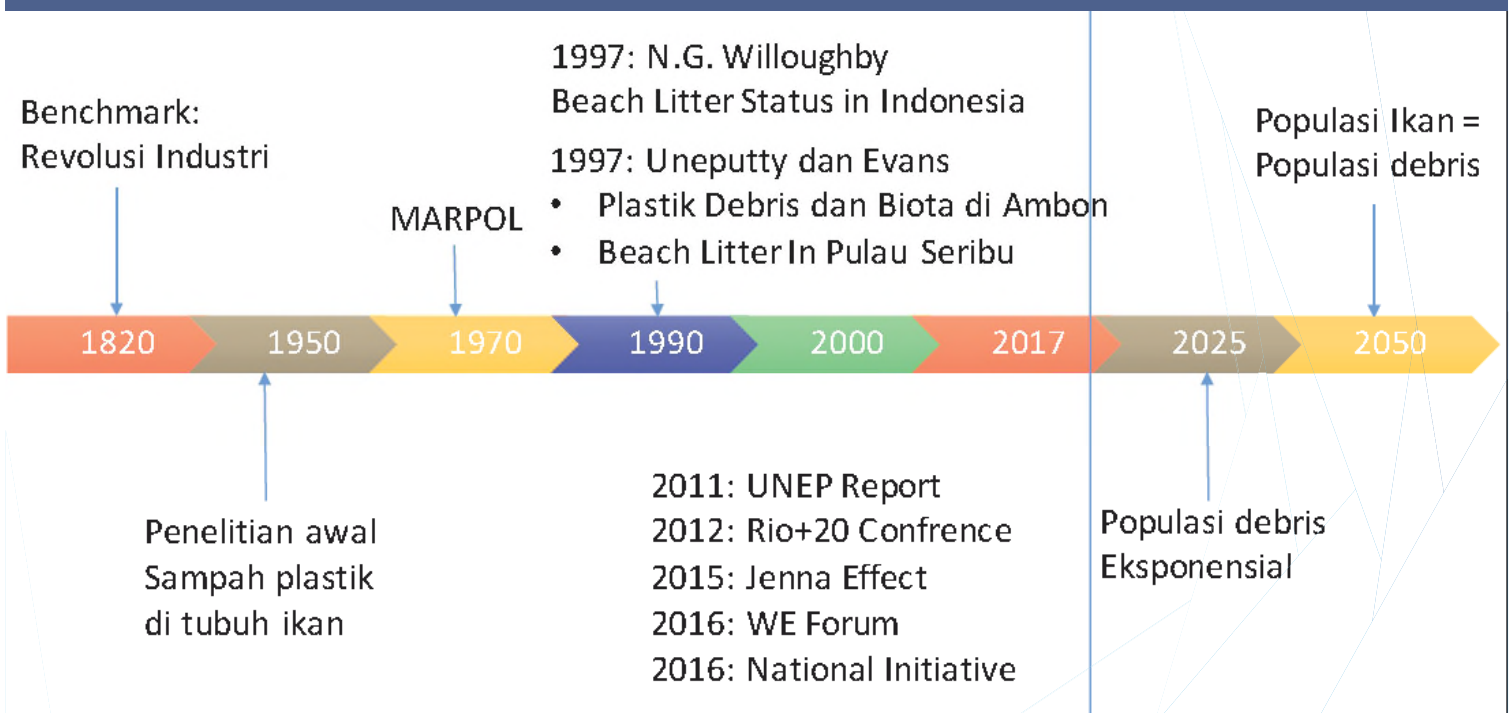 Benchmark:
Revolusi Industri
MARPOL
1997: N.G. Willoughby
Beach Litter Status in Indonesia
1997: Uneputty dan Evans
• Plastik Debris dan Biota di Ambon
• Beach Litter In Pulau Seribu
Populasi Ikan =
Populasi debris
1820 1950 1970 1990 2000 2017 2025 2050
Penelitian awal
Sampah plastik
di tubuh ikan
2011: UNEP Report
2012: Rio+20 Confrence
2015: Jenna Effect
2016: WE Forum
2016: National Initiative
Populasi debris
Eksponensial